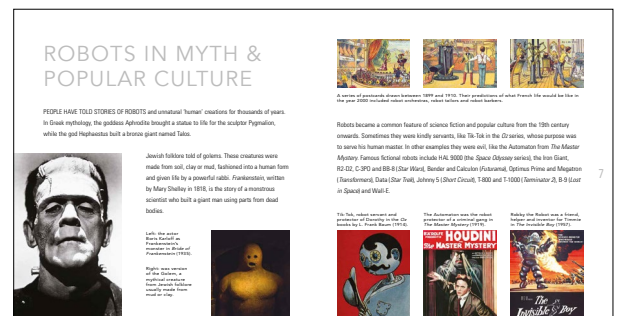 ROBOTS IN MYTH &
POPULAR CULTURE
PEOPLE HAVE TOLD STORIES OF ROBOTS and unnatural 'human' creations for thousands of years.
In Greek mythology, the goddess Aphrodite brought a statue to life for the sculptor Pygmalion,
while the god Hephaestus built a bronze giant named Talos.
Jewish folklore told of golems. These creatures were
made from soil, clay or mud, fashioned into a human form
and given life by a powerful rabbi. Frankenstein, written
by Mary Shelley in 1818, is the story of a monstrous
scientist who built a giant man using parts from dead
bodies.
Left: the actor
Boris Karloff as
Frankenstein's
monster in Bride of
Frankenstein (1935).
Right: one version
of the Golem, a
mythical creature
from Jewish folklore
usually made from
mud or clay.
A series of postcards drawn between 1899 and 1910. Their predictions of what French life would be like in
the year 2000 included robot orchestras, robot tailors and robot barbers.
Robots became a common feature of science fiction and popular culture from the 19th century
onwards. Sometimes they were kindly servants, like Tik-Tok in the Oz series, whose purpose was
to serve his human master. In other examples they were evil, like the Automaton from The Master
Mystery. Famous fictional robots include HAL 9000 (the Space Odyssey series), the Iron Giant,
R2-D2, C-3PO and BB-8 (Star Wars), Bender and Calculon (Futurama), Optimus Prime and Megatron
(Transformers), Data (Star Trek), Johnny 5 (Short Circuit), T-800 and T-1000 (Terminator 2), B-9 (Lost
in Space) and Wall-E.
7
Tik-Tok, robot servant and
protector of Dorothy in the Oz
books by L. Frank Baum (1914).
The Automaton was the robot
protector of a criminal gang in
The Master Mystery (1919).
Robby the Robot was a friend,
helper and inventor for Timmie
in The Invisible Boy (1957).
HOUDINI
The MASTER MYSTERY
The
Invisible Boy